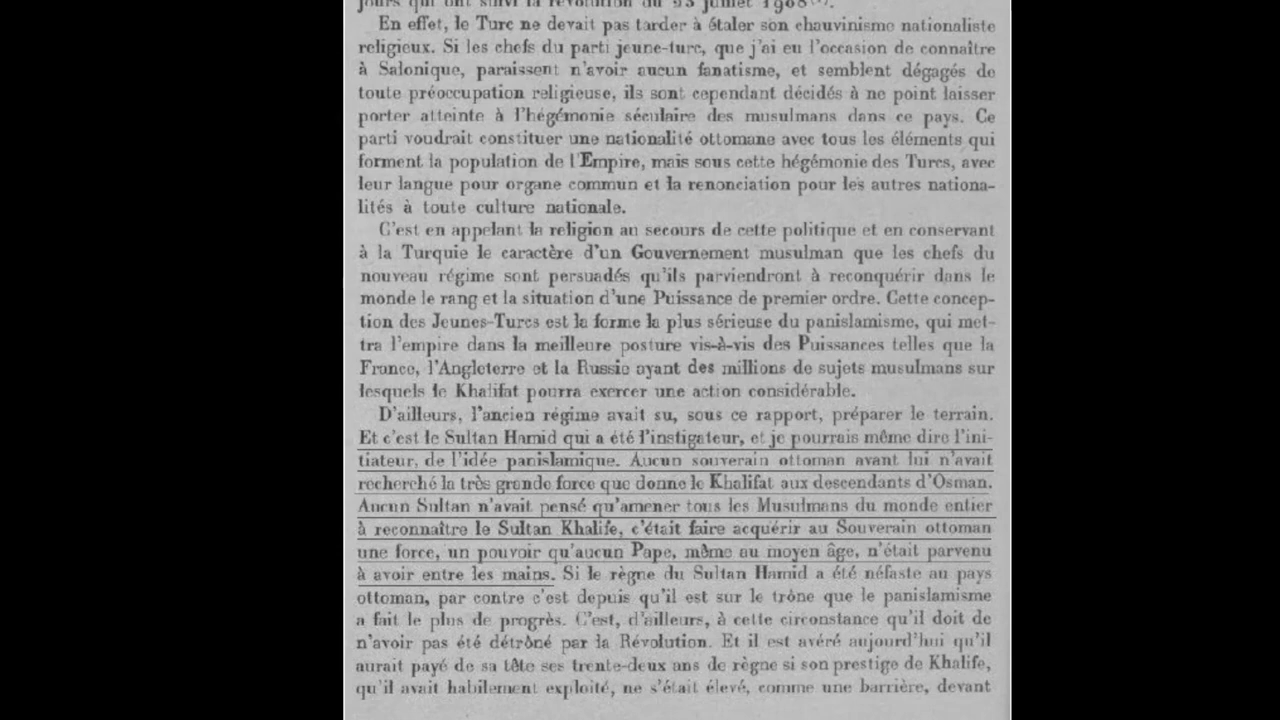 jours qui ont suivi la révolution du 23 juillet 1908
En effet, le Turc ne devait pas tarder à étaler son chauvinisme nationaliste
religieux. Si les chefs du parti jeune-turc, que j'ai eu l'occasion de connaître
à Salonique, paraissent n'avoir aucun fanatisme, et semblent dégagés de
toute préoccupation religieuse, ils sont cependant décidés à ne point laisser
porter atteinte à l'hégémonie séculaire des musulmans dans ce pays. Ce
parti voudrait constituer une nationalité ottomane avec tous les éléments qui
forment la population de l'Empire, mais sous cette hégémonie des Turcs, avec
leur langue pour organe commun et la renonciation pour les autres nationa-
lités à toute culture nationale.
C'est en appelant la religion au secours de cette politique et en conservant
à la Turquie le caractère d'un Gouvernement musulman que les chefs du
nouveau régime sont persuadés qu'ils parviendront à reconquérir dans le
monde le rang et la situation d'une Puissance de premier ordre. Cette concep-
tion des Jeunes-Turcs est la forme la plus sérieuse du panislamisme, qui met-
tra l'empire dans la meilleure posture vis-à-vis des Puissances telles que la
France, l'Angleterre et la Russie ayant des millions de sujets musulmans sur
lesquels le Khalifat pourra exercer une action considérable.
D'ailleurs, l'ancien régime avait su, sous ce rapport, préparer le terrain.
Et c'est le Sultan Hamid qui a été l'instigateur, et je pourrais même dire l'ini-
tiateur, de l'idée panislamique. Aucun souverain ottoman avant lui n'avait
recherché la très grande force que donne le Khalifat aux descendants d'Osman.
Aucun Sultan n'avait pensé qu'amener tous les Musulmans du monde entier
à reconnaître le Sultan Khalife, c'était faire acquérir au Souverain ottoman
une force, un pouvoir qu'aucun Pape, même au moyen âge, n'était parvenu
à avoir entre les mains. Si le règne du Sultan Hamid a été néfaste au pays
ottoman, par contre c'est depuis qu'il est sur le trône que le panislamisme
a fait le plus de progrès. C'est, d'ailleurs, à cette circonstance qu'il doit de
n'avoir pas été détrôné par la Révolution. Et il est avéré aujourd'hui qu'il
aurait payé de sa tête ses trente-deux ans de règne si son prestige de Khalife,
qu'il avait habilement exploité, ne s'était élevé, comme une barrière, devant